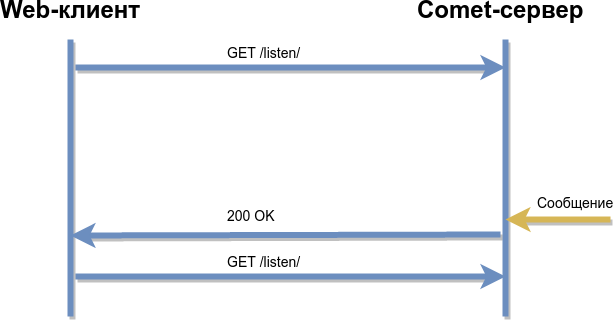 Web-клиент
Comet-сервер
GET /listen/
Сообщение
200 OK
GET /listen/